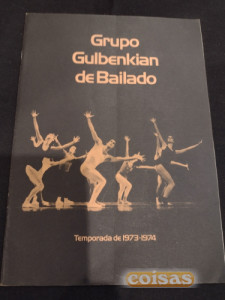 Grupo
Gulbenkian
de Bailado
Temporada de 1973-1974
coisas